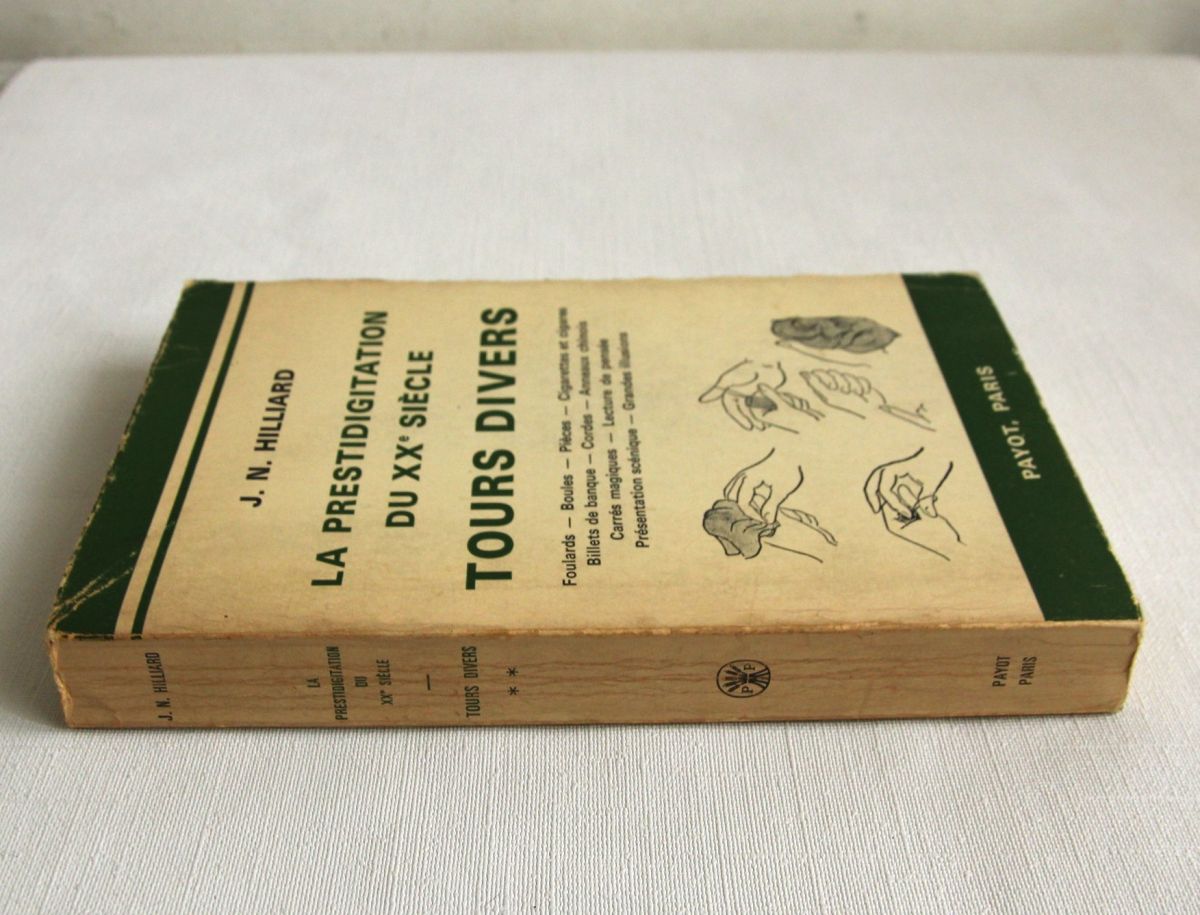 J. N. HILLIARD
LA PRESTIDIGITATION
DU XXe SIÈCLE
TOURS DIVERS
Foulards — Boules — Pièces — Cigarettes et cigares
Billets de banque — Cordes — Anneaux chinois
Carrés magiques — Lecture de pensée
Présentation scénique — Grandes illusions
PAYOT, PARIS
J. N. HILLIARD
LA
PRESTIDIGITATION
DU
XXe SIÈCLE
—
TOURS DIVERS
* *
P P
PAYOT
PARIS